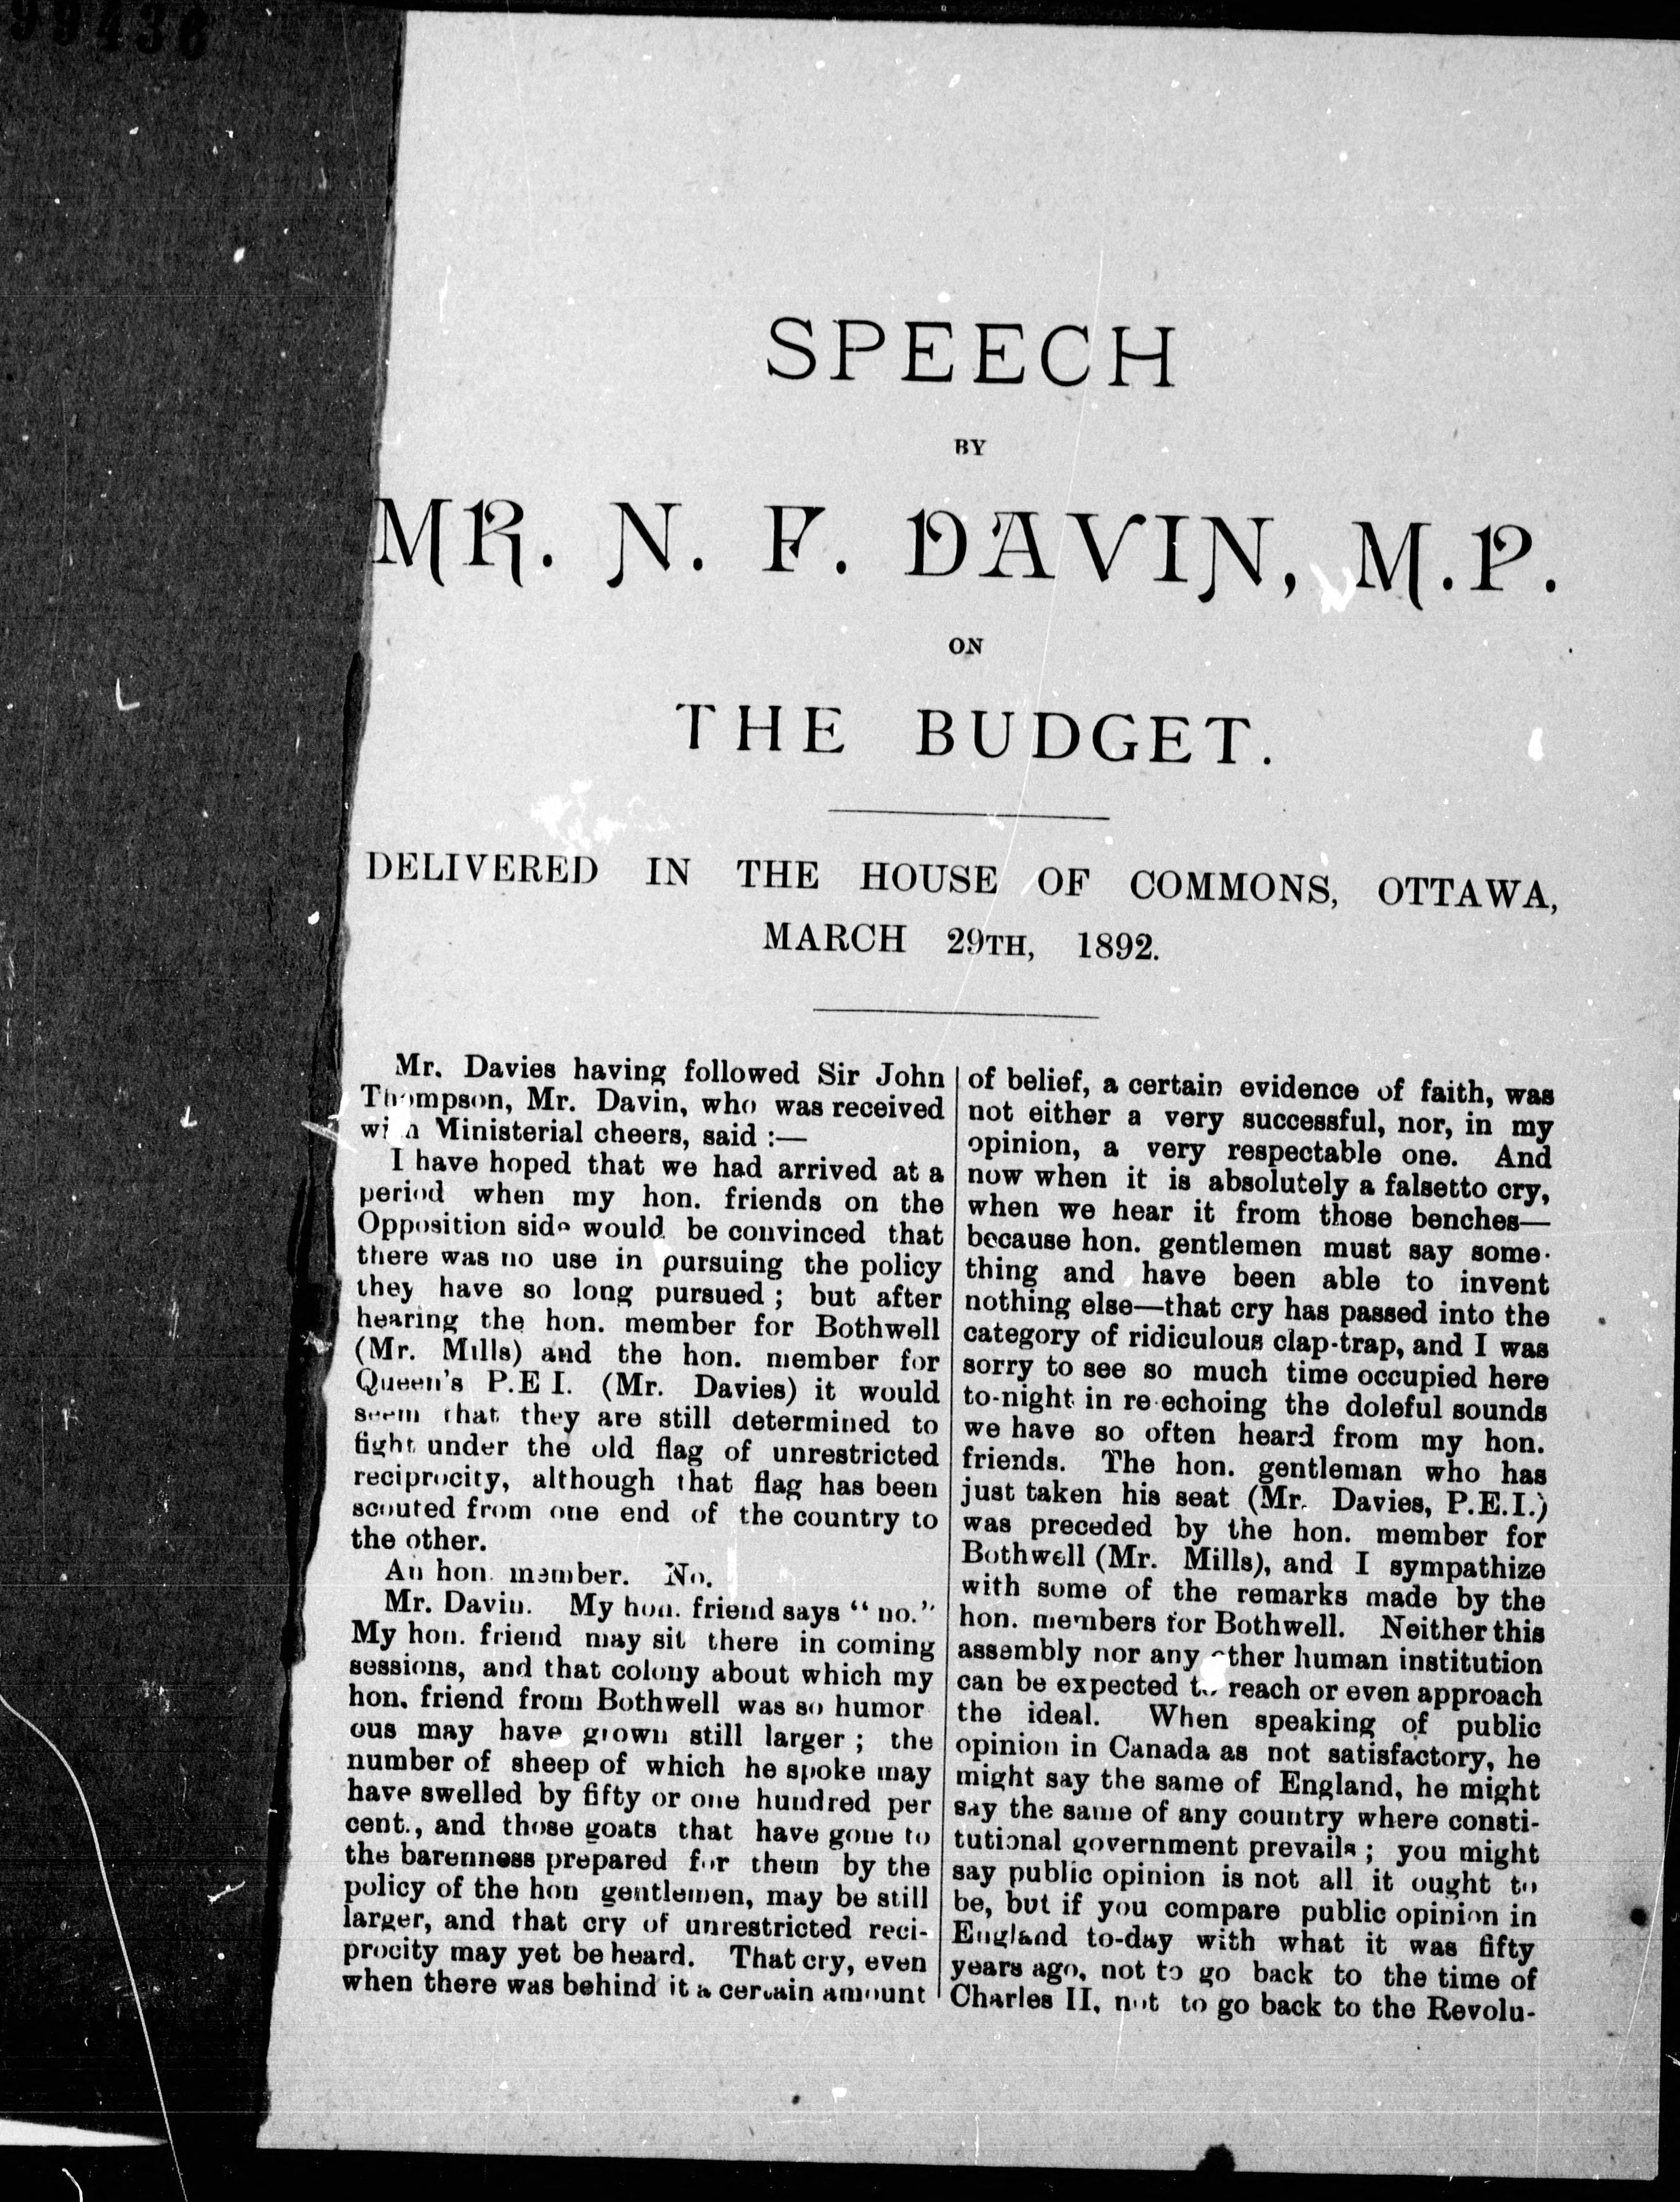 99436
SPEECH
BY
MR. N. F. DAVIN, M.P.
ON
THE BUDGET.
DELIVERED IN THE HOUSE OF COMMONS, OTTAWA,
MARCH 29TH, 1892.
Mr. Davies having followed Sir John
Thompson, Mr. Davin, who was received
with Ministerial cheers, said :—
I have hoped that we had arrived at a
period when my hon. friends on the
Opposition side would be convinced that
there was no use in pursuing the policy
they have so long pursued ; but after
hearing the hon. member for Bothwell
(Mr. Mills) and the hon. member for
Queen's P.E I. (Mr. Davies) it would
seem that they are still determined to
fight under the old flag of unrestricted
reciprocity, although that flag has been
scouted from one end of the country to
the other.
An hon. member. No.
Mr. Davin. My hon. friend says "no."
My hon. friend may sit there in coming
sessions, and that colony about which my
hon. friend from Bothwell was so humor
ous may have grown still larger ; the
number of sheep of which he spoke may
have swelled by fifty or one hundred per
cent., and those goats that have gone to
the barenness prepared for them by the
policy of the hon gentlemen, may be still
larger, and that cry of unrestricted reci-
procity may yet be heard. That cry, even
when there was behind it a certain amount
of belief, a certain evidence of faith, was
not either a very successful, nor, in my
opinion, a very respectable one. And
now when it is absolutely a falsetto cry,
when we hear it from those benches—
because hon. gentlemen must say some-
thing and have been able to invent
nothing else—that cry has passed into the
category of ridiculous clap-trap, and I was
sorry to see so much time occupied here
to-night in re-echoing the doleful sounds
we have so often heard from my hon.
friends. The hon. gentleman who has
just taken his seat (Mr. Davies, P.E.I.)
was preceded by the hon. member for
Bothwell (Mr. Mills), and I sympathize
with some of the remarks made by the
hon. members for Bothwell. Neither this
assembly nor any other human institution
can be expected to reach or even approach
the ideal. When speaking of public
opinion in Canada as not satisfactory, he
might say the same of England, he might
say the same of any country where consti-
tutional government prevails ; you might
say public opinion is not all it ought to
be, but if you compare public opinion in
England to-day with what it was fifty
years ago, not to go back to the time of
Charles II, not to go back to the Revolu-